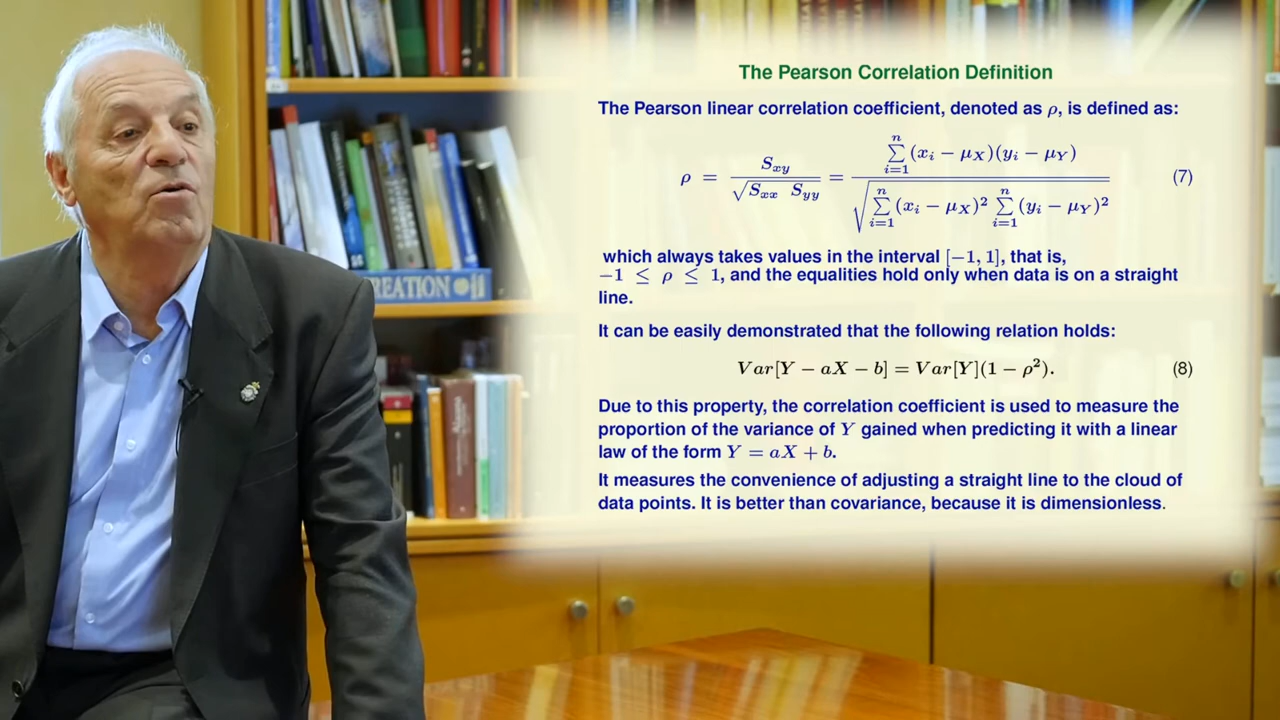 The Pearson Correlation Definition
The Pearson linear correlation coefficient, denoted as ρ, is defined as:
ρ = S_xy / √(S_xx S_yy) = ∑_{i=1}^{n} (x_i − μ_X)(y_i − μ_Y) / √(∑_{i=1}^{n} (x_i − μ_X)² ∑_{i=1}^{n} (y_i − μ_Y)²) (7)
which always takes values in the interval [−1, 1], that is,
−1 ≤ ρ ≤ 1, and the equalities hold only when data is on a straight
line.
It can be easily demonstrated that the following relation holds:
Var[Y − aX − b] = Var[Y](1 − ρ²). (8)
Due to this property, the correlation coefficient is used to measure the
proportion of the variance of Y gained when predicting it with a linear
law of the form Y = aX + b.
It measures the convenience of adjusting a straight line to the cloud of
data points. It is better than covariance, because it is dimensionless.
REATION